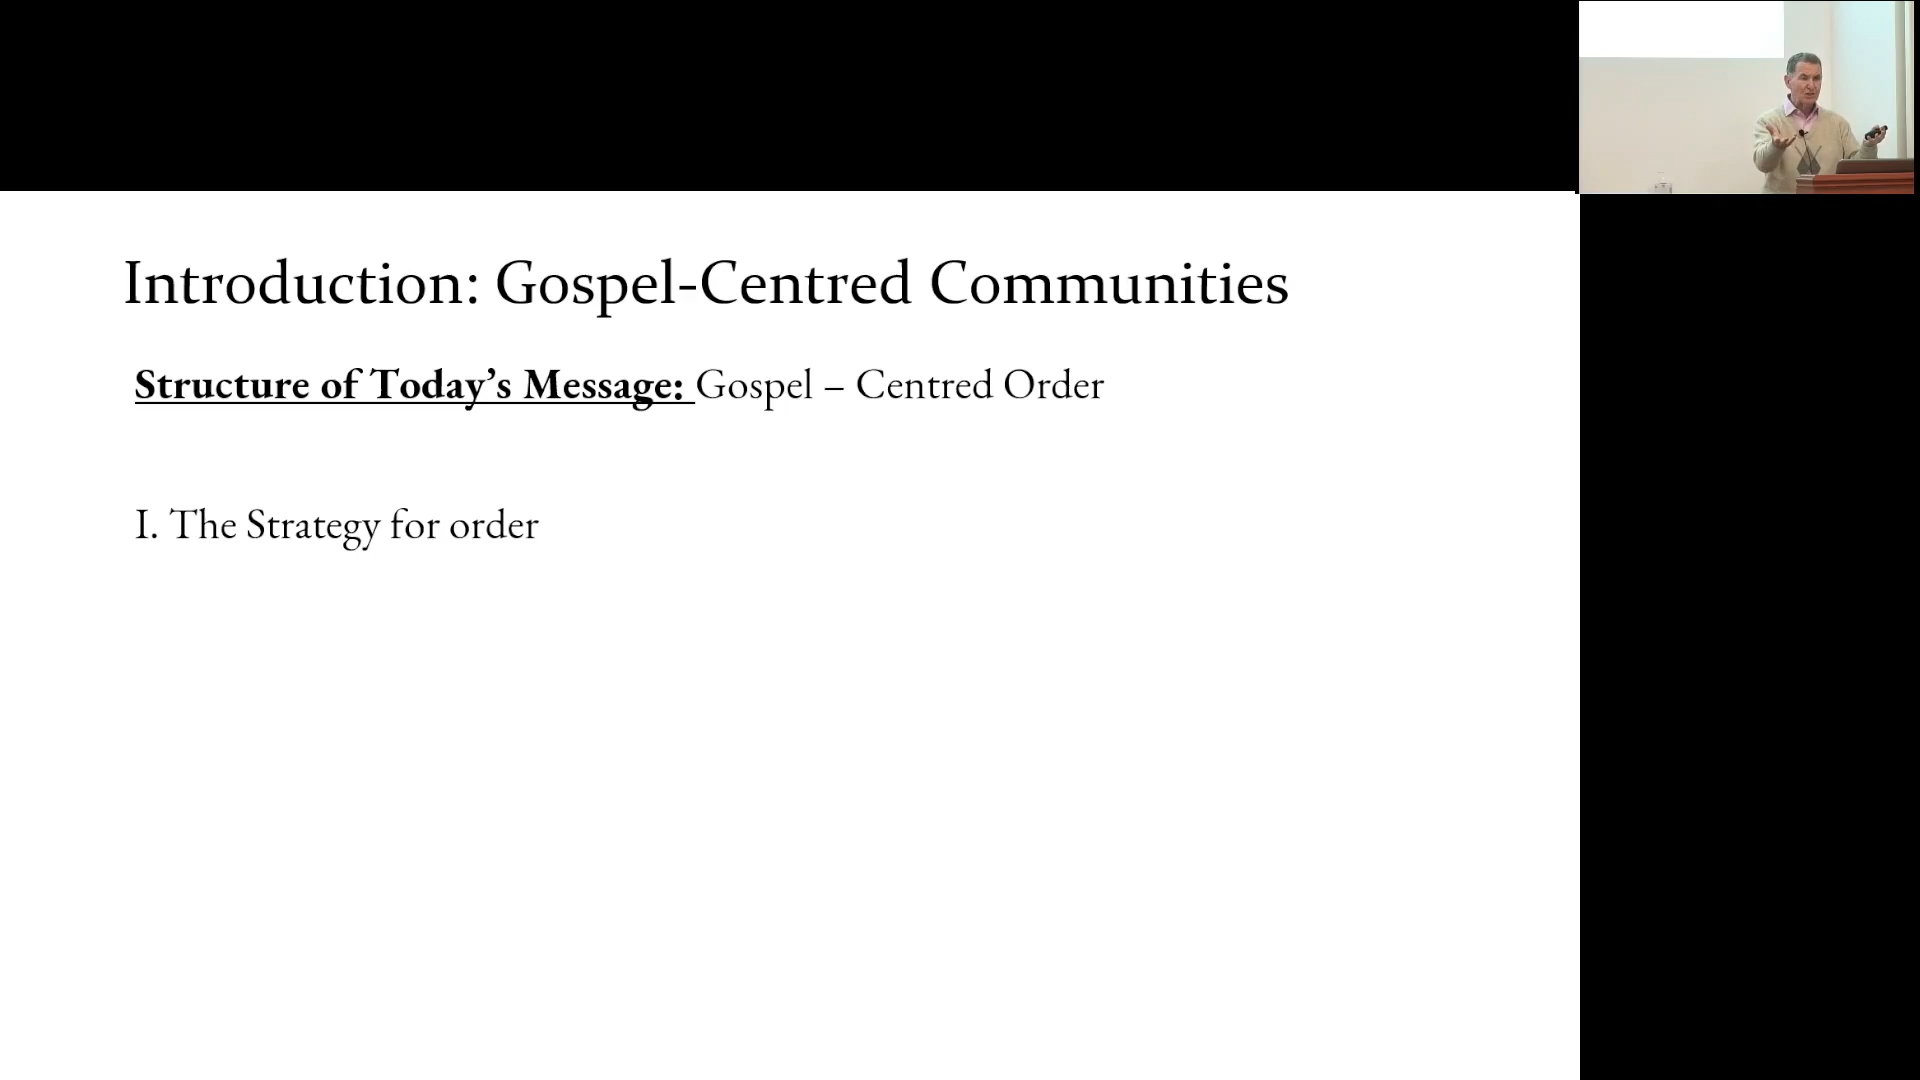 Introduction: Gospel-Centred Communities
Structure of Today’s Message: Gospel – Centred Order
I. The Strategy for order